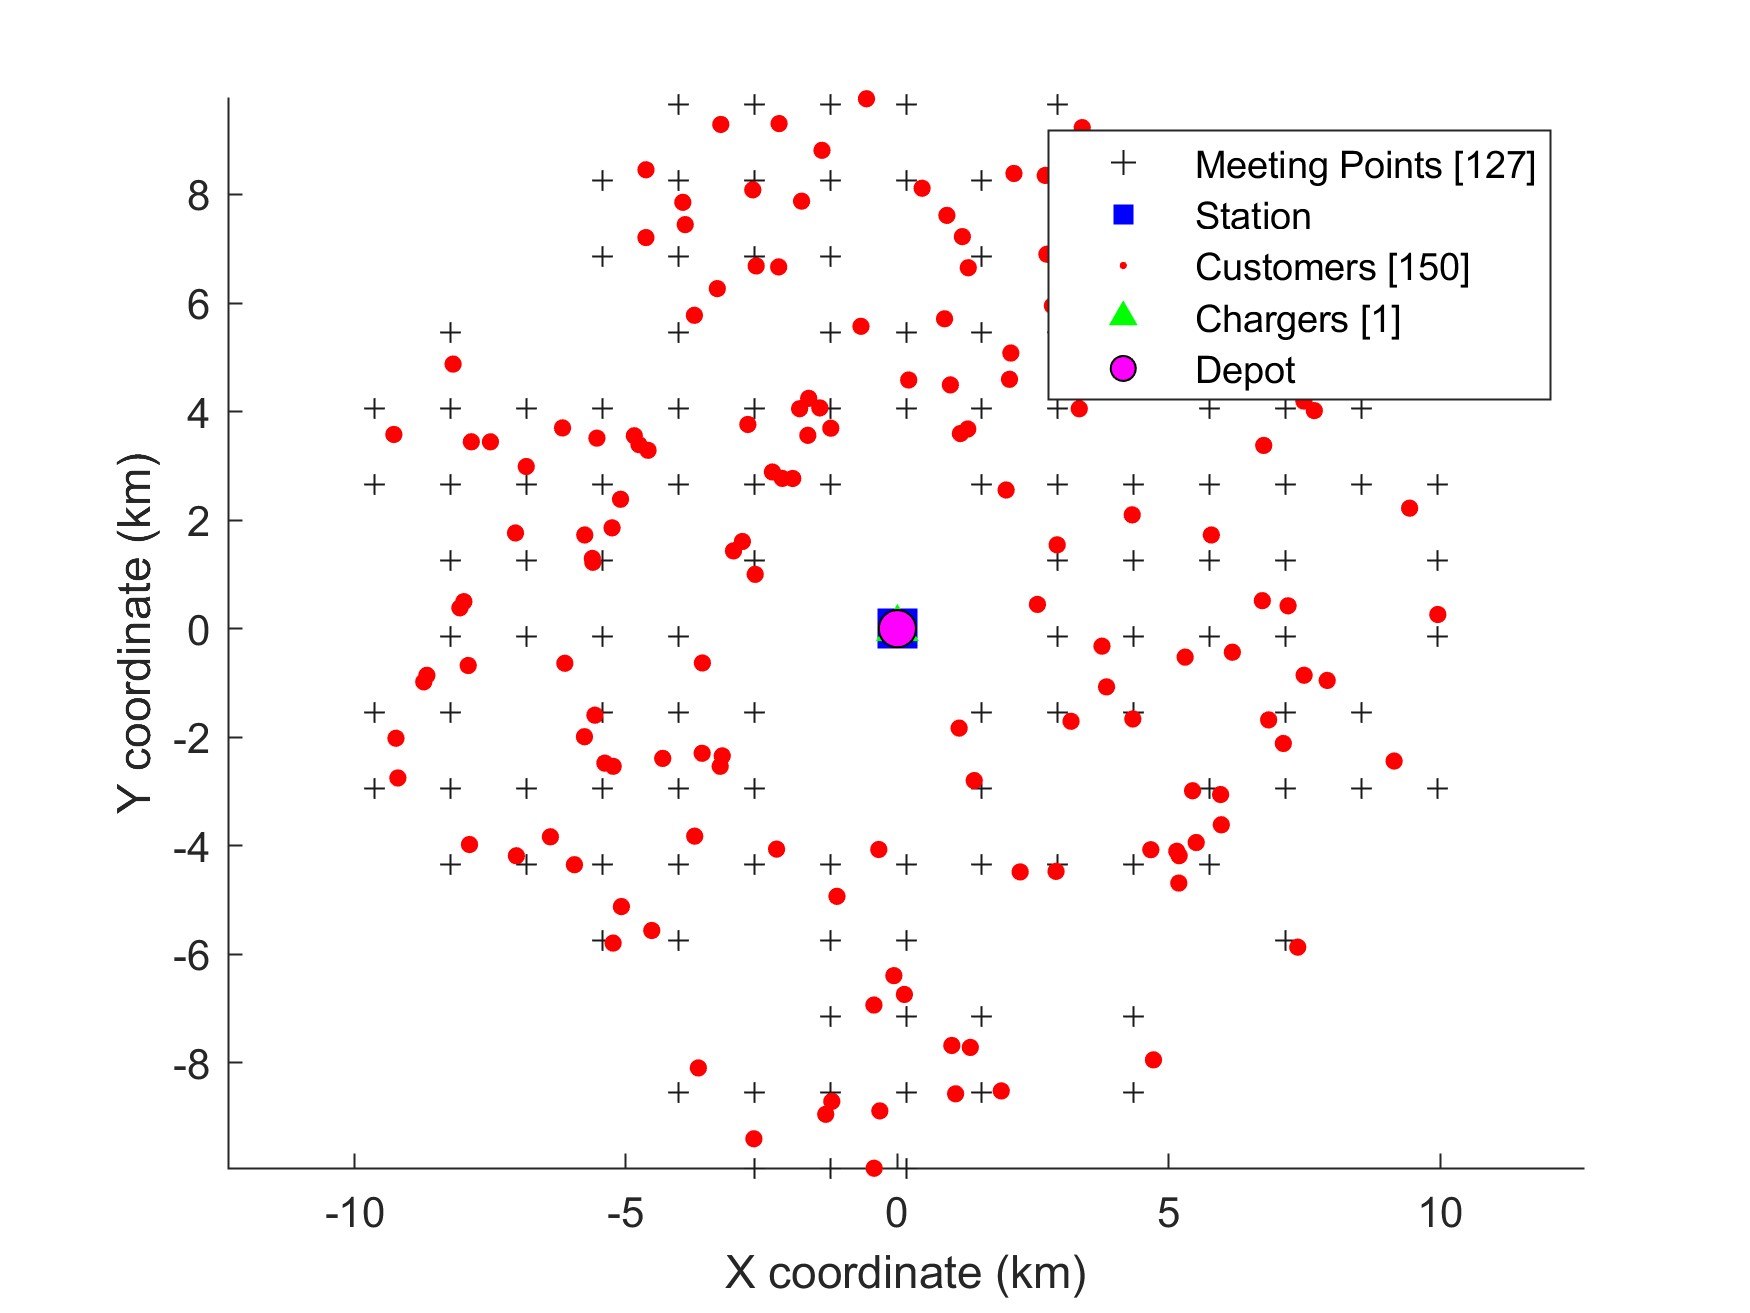 Meeting Points [127]
Station
Customers [150]
Chargers [1]
Depot
8
6
4
2
0
-2
-4
-6
-8
Y coordinate (km)
-10 -5 0 5 10
X coordinate (km)